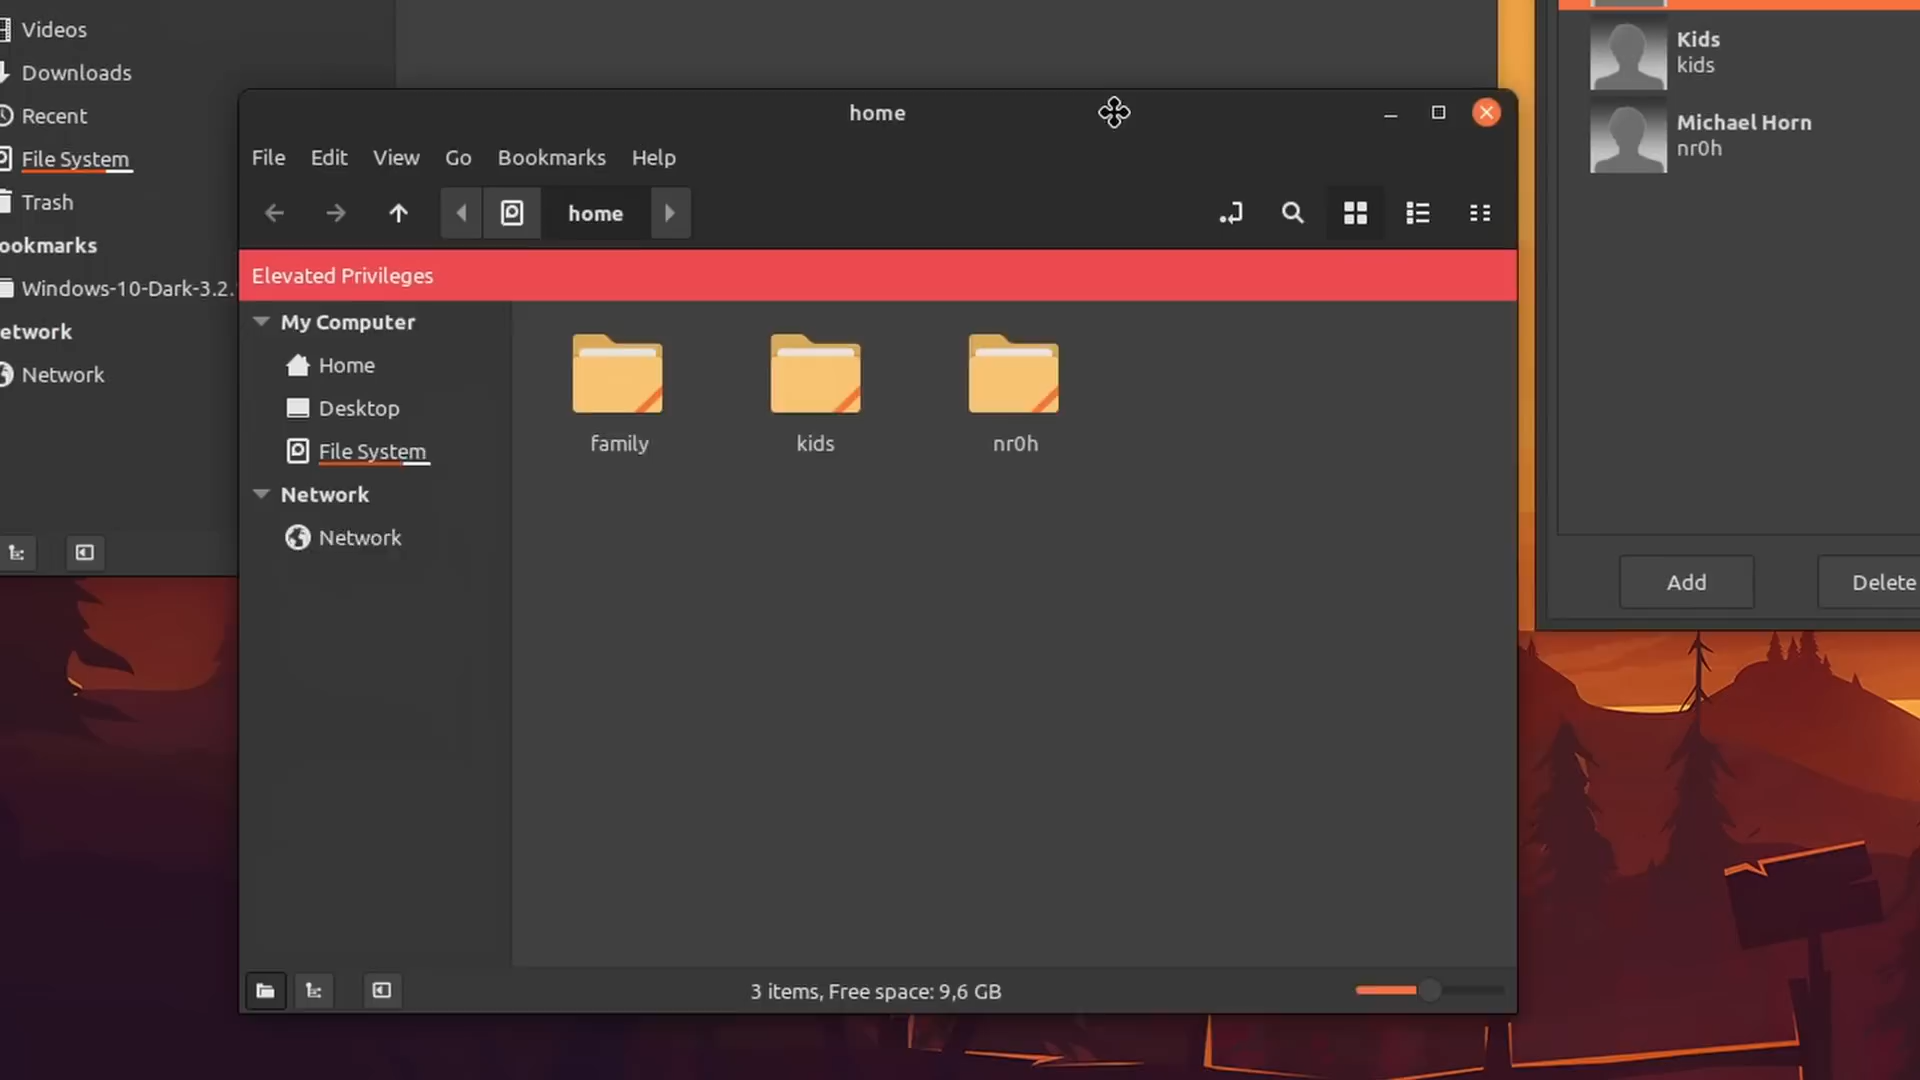 Videos
Downloads
Recent
File System
Trash
ookmarks
Windows-10-Dark-3.2.
etwork
Network
home
File Edit View Go Bookmarks Help
home
Elevated Privileges
My Computer
Home
Desktop
File System
Network
Network
family kids nr0h
3 items, Free space: 9,6 GB
Kids
kids
Michael Horn
nr0h
Add Delete